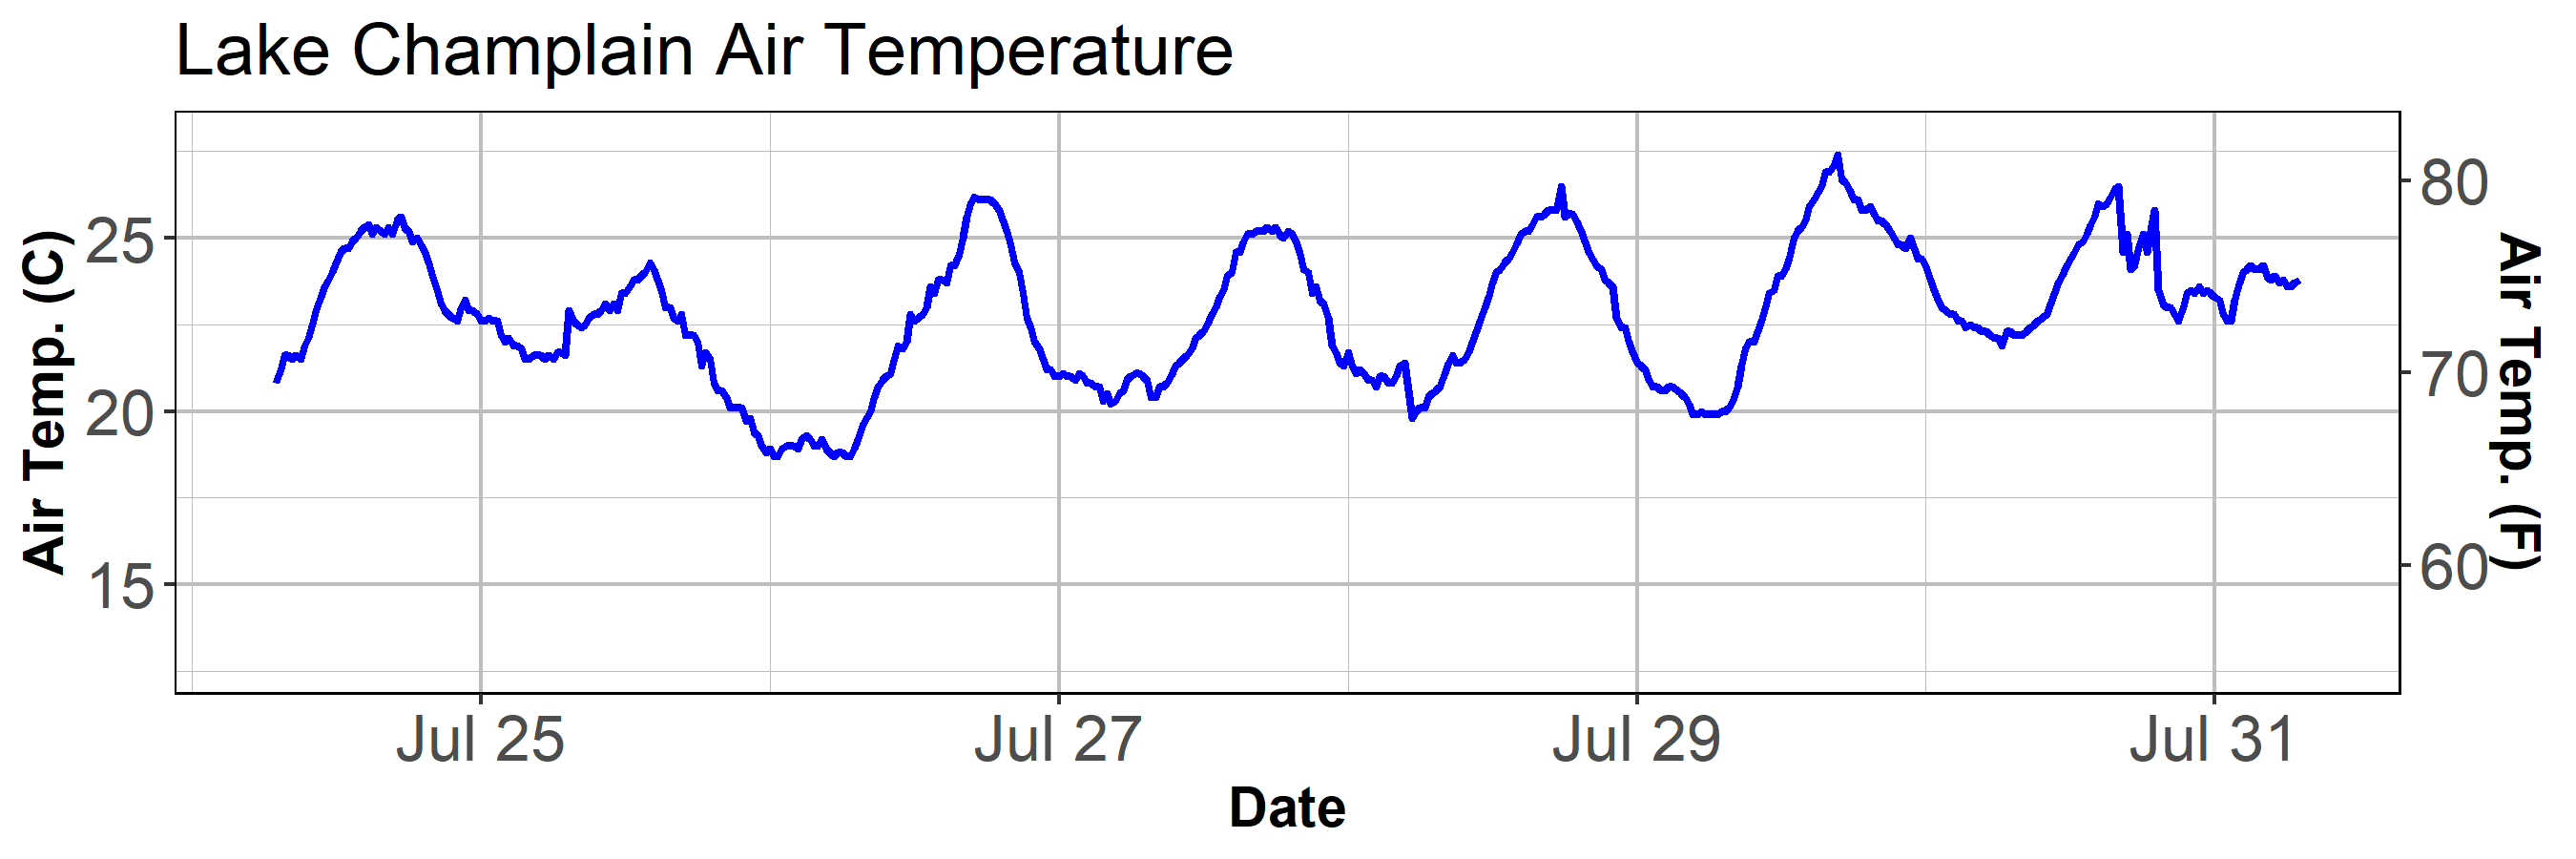 Lake Champlain Air Temperature
Air Temp. (C)
25
20
15
80
70
60
Air Temp. (F)
Jul 25
Jul 27
Jul 29
Jul 31
Date